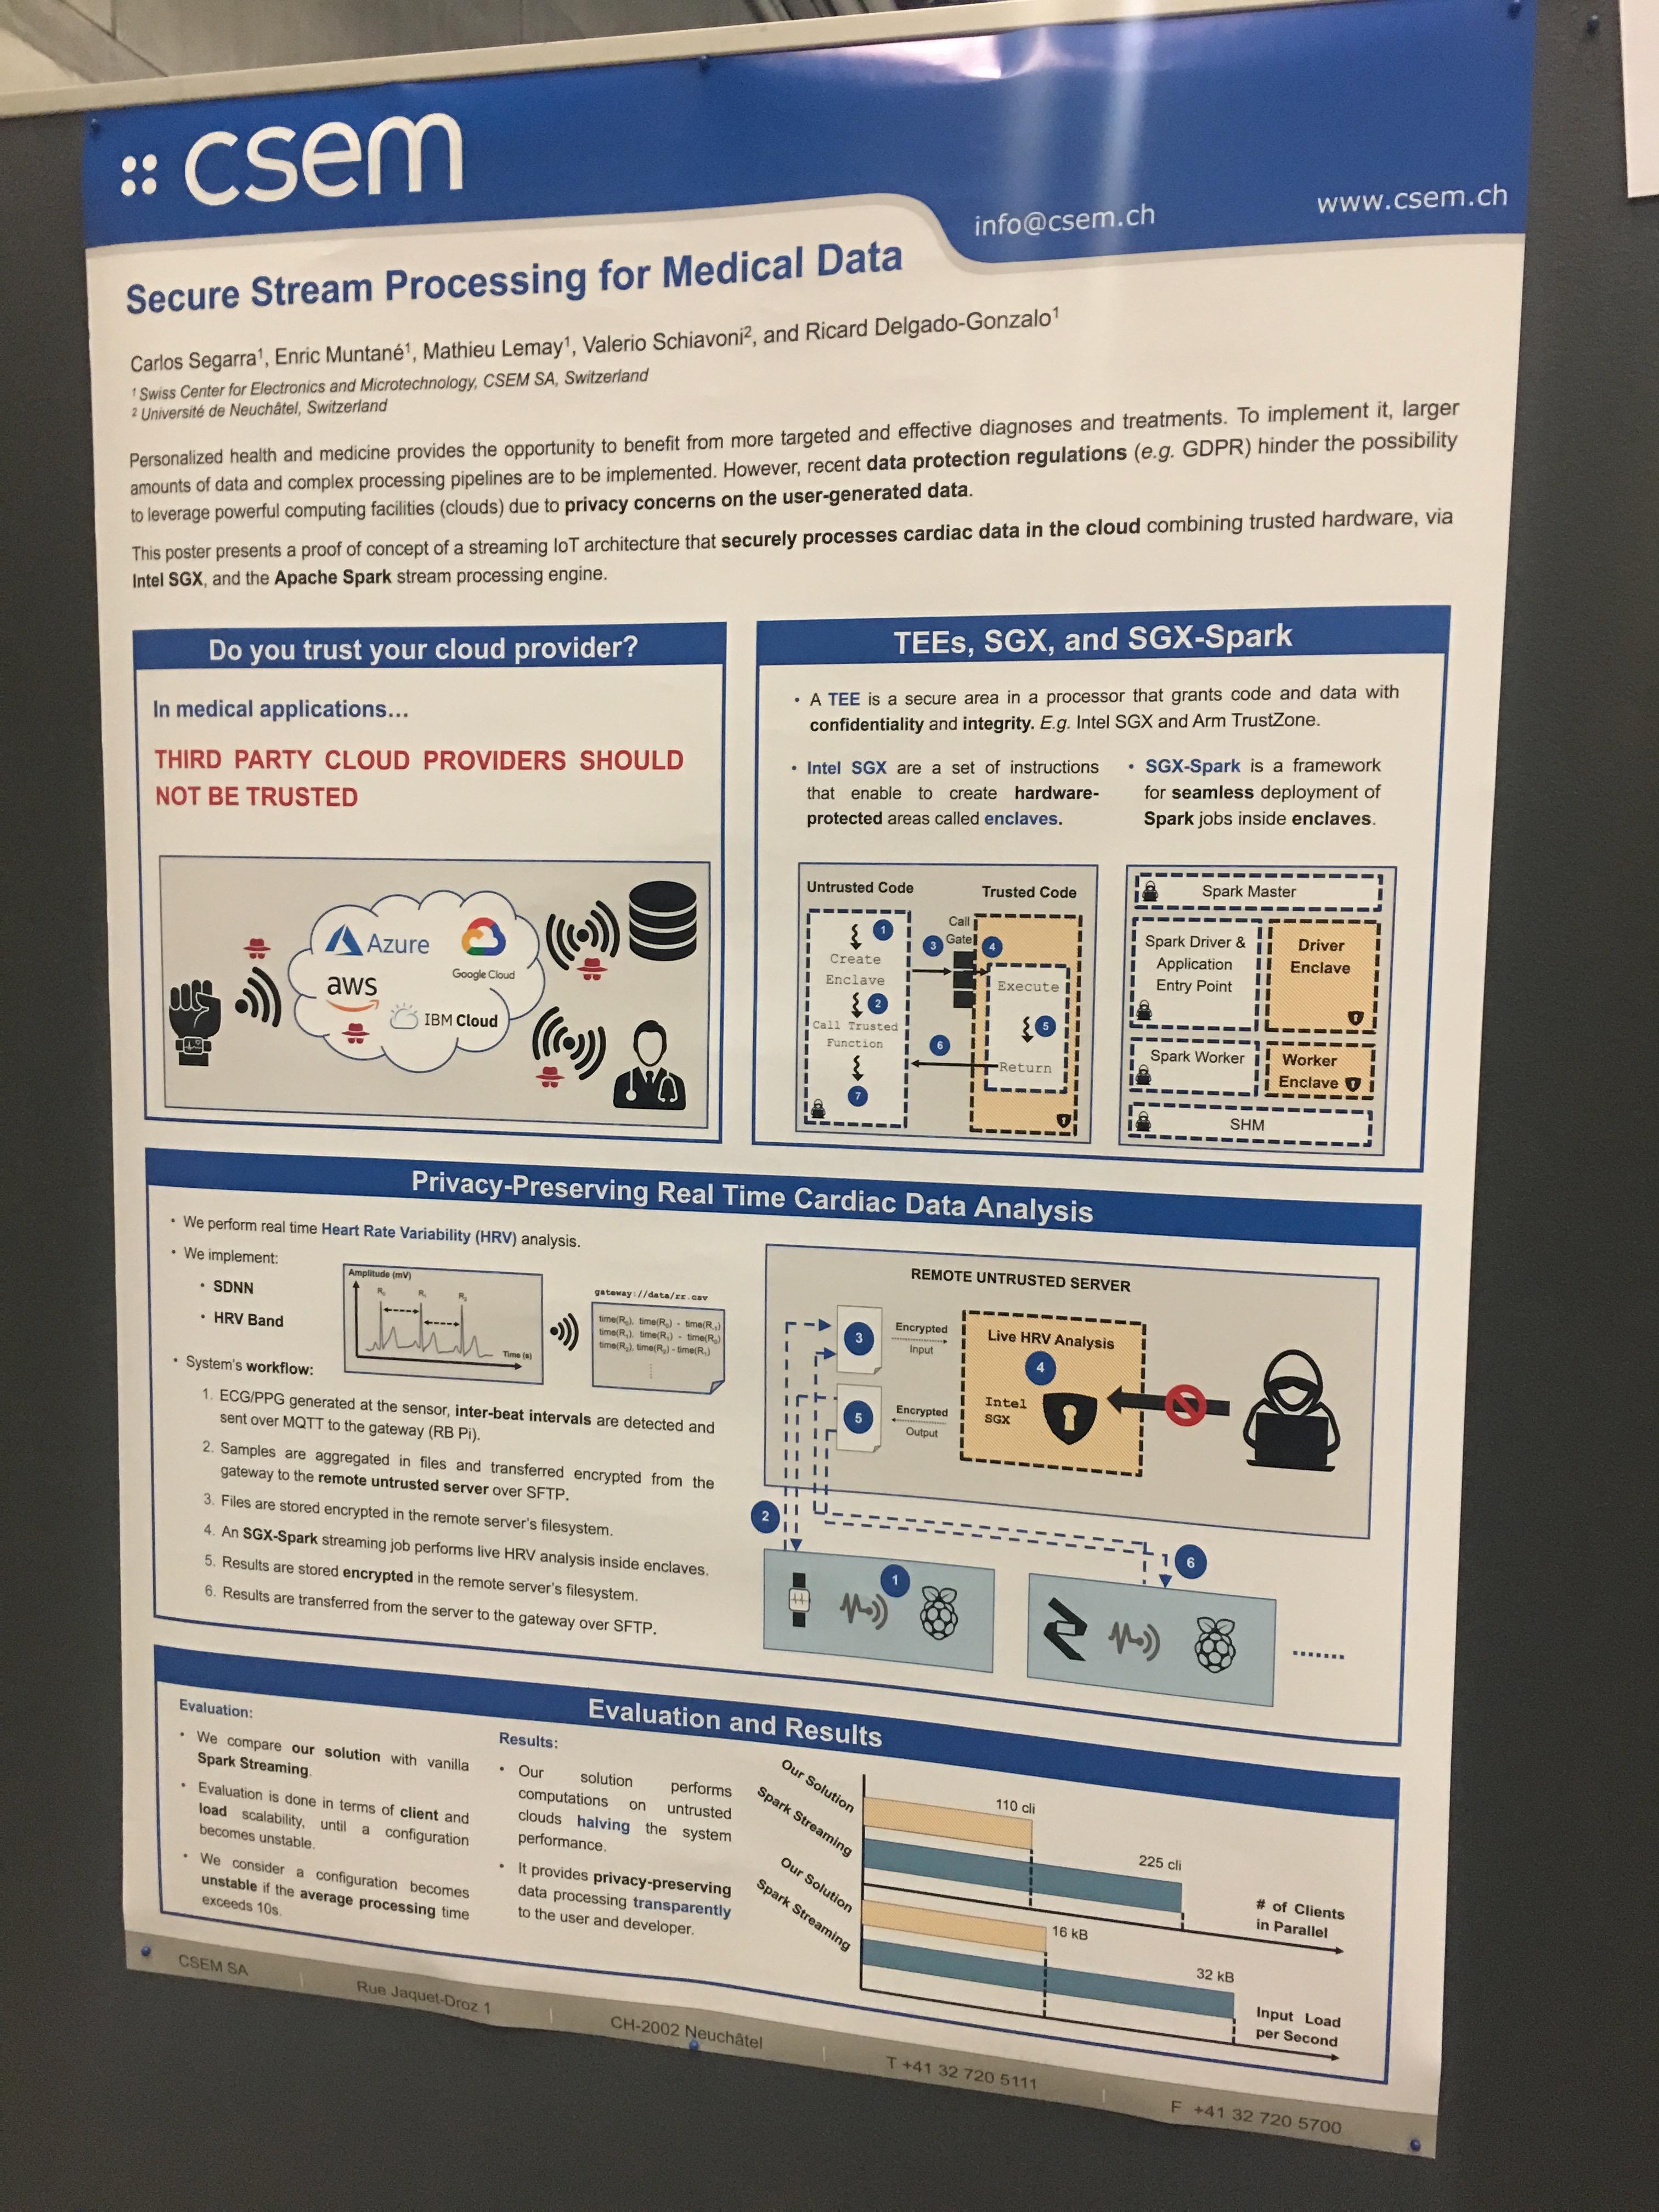 csem
info@csem.ch
www.csem.ch
Secure Stream Processing for Medical Data
Carlos Segarra¹, Enric Muntané¹, Mathieu Lemay¹, Valerio Schiavoni², and Ricard Delgado-Gonzalo¹
¹ Swiss Center for Electronics and Microtechnology, CSEM SA, Switzerland
² Université de Neuchâtel, Switzerland
Personalized health and medicine provides the opportunity to benefit from more targeted and effective diagnoses and treatments. To implement it, larger
amounts of data and complex processing pipelines are to be implemented. However, recent data protection regulations (e.g. GDPR) hinder the possibility
to leverage powerful computing facilities (clouds) due to privacy concerns on the user-generated data.
This poster presents a proof of concept of a streaming IoT architecture that securely processes cardiac data in the cloud combining trusted hardware, via
Intel SGX, and the Apache Spark stream processing engine.
Do you trust your cloud provider?
In medical applications...
THIRD PARTY CLOUD PROVIDERS SHOULD
NOT BE TRUSTED
Azure
Google Cloud
aws
IBM Cloud
TEEs, SGX, and SGX-Spark
• A TEE is a secure area in a processor that grants code and data with
confidentiality and integrity. E.g. Intel SGX and Arm TrustZone.
• Intel SGX are a set of instructions
that enable to create hardware-
protected areas called enclaves.
• SGX-Spark is a framework
for seamless deployment of
Spark jobs inside enclaves.
Untrusted Code
Trusted Code
1
Create
Enclave
2
Call Trusted
Function
7
Call
Gate
3
4
Execute
5
6
Return
Spark Master
Spark Driver &
Application
Entry Point
Driver
Enclave
Spark Worker
Worker
Enclave
SHM
Privacy-Preserving Real Time Cardiac Data Analysis
• We perform real time Heart Rate Variability (HRV) analysis.
• We implement:
• SDNN
• HRV Band
Amplitude (mV)
R₀ R₁ R₂
Time (s)
gateway://data/rr.csv
time(R₀), time(R₀) - time(R₋₁)
time(R₁), time(R₁) - time(R₀)
time(R₂), time(R₂) - time(R₁)
• System's workflow:
1. ECG/PPG generated at the sensor, inter-beat intervals are detected and
sent over MQTT to the gateway (RB Pi).
2. Samples are aggregated in files and transferred encrypted from the
gateway to the remote untrusted server over SFTP.
3. Files are stored encrypted in the remote server's filesystem.
4. An SGX-Spark streaming job performs live HRV analysis inside enclaves.
5. Results are stored encrypted in the remote server's filesystem.
6. Results are transferred from the server to the gateway over SFTP.
REMOTE UNTRUSTED SERVER
3
Encrypted
Input
5
Encrypted
Output
Live HRV Analysis
4
Intel
SGX
2
1
6
.......
Evaluation and Results
Evaluation:
• We compare our solution with vanilla
Spark Streaming.
• Evaluation is done in terms of client and
load scalability, until a configuration
becomes unstable.
• We consider a configuration becomes
unstable if the average processing time
exceeds 10s.
Results:
• Our solution performs
computations on untrusted
clouds halving the system
performance.
• It provides privacy-preserving
data processing transparently
to the user and developer.
Our Solution
110 cli
Spark Streaming
225 cli
# of Clients
in Parallel
Our Solution
16 kB
Spark Streaming
32 kB
Input Load
per Second
CSEM SA
Rue Jaquet-Droz 1
CH-2002 Neuchâtel
T +41 32 720 5111
F +41 32 720 5700